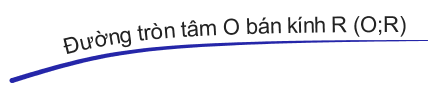 Đường tròn tâm O bán kính R (O;R)